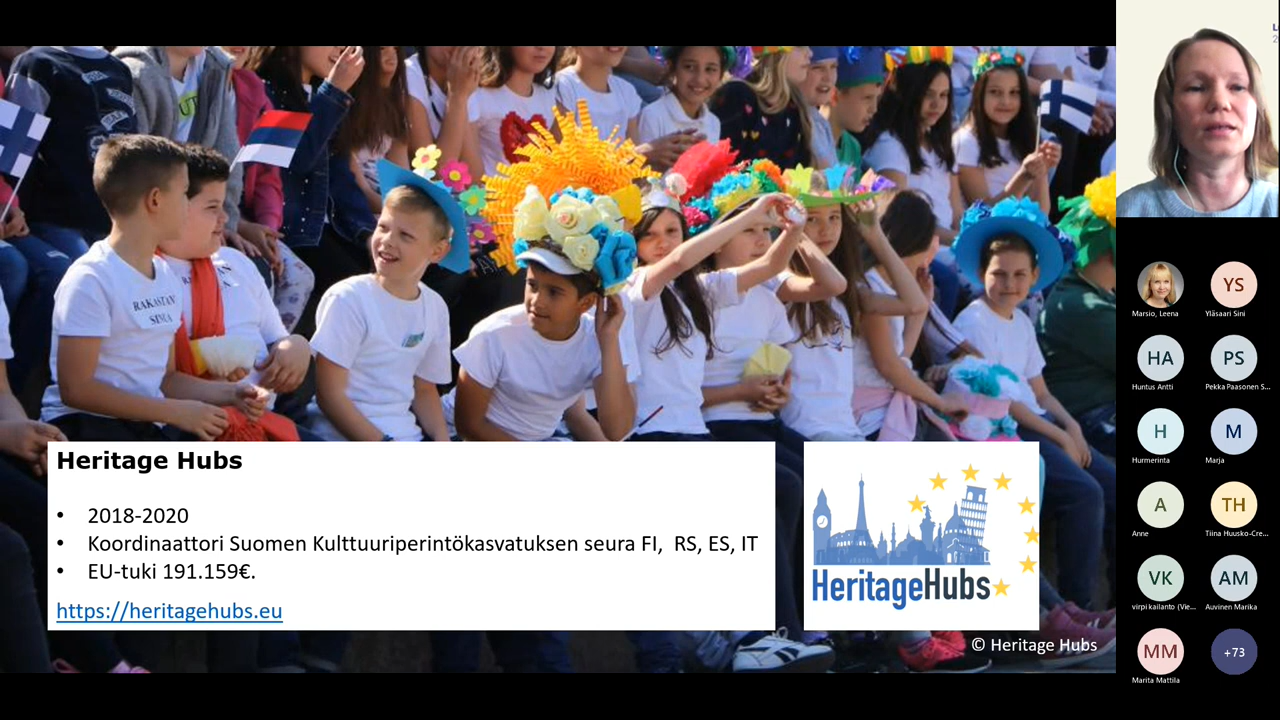 RAKASTAN
SINUA
Heritage Hubs
• 2018-2020
• Koordinaattori Suomen Kulttuuriperintökasvatuksen seura FI, RS, ES, IT
• EU-tuki 191.159€.
https://heritagehubs.eu
HeritageHubs
© Heritage Hubs
Marsio, Leena
YS
Yläsaari Sini
HA
Huntus Antti
PS
Pekka Paasonen S...
H
Hurmerinta
M
Marja
A
Anne
TH
Tiina Huusko-Cre...
VK
virpi kailanto (Vie...
AM
Auvinen Marika
MM
Marita Mattila
+73